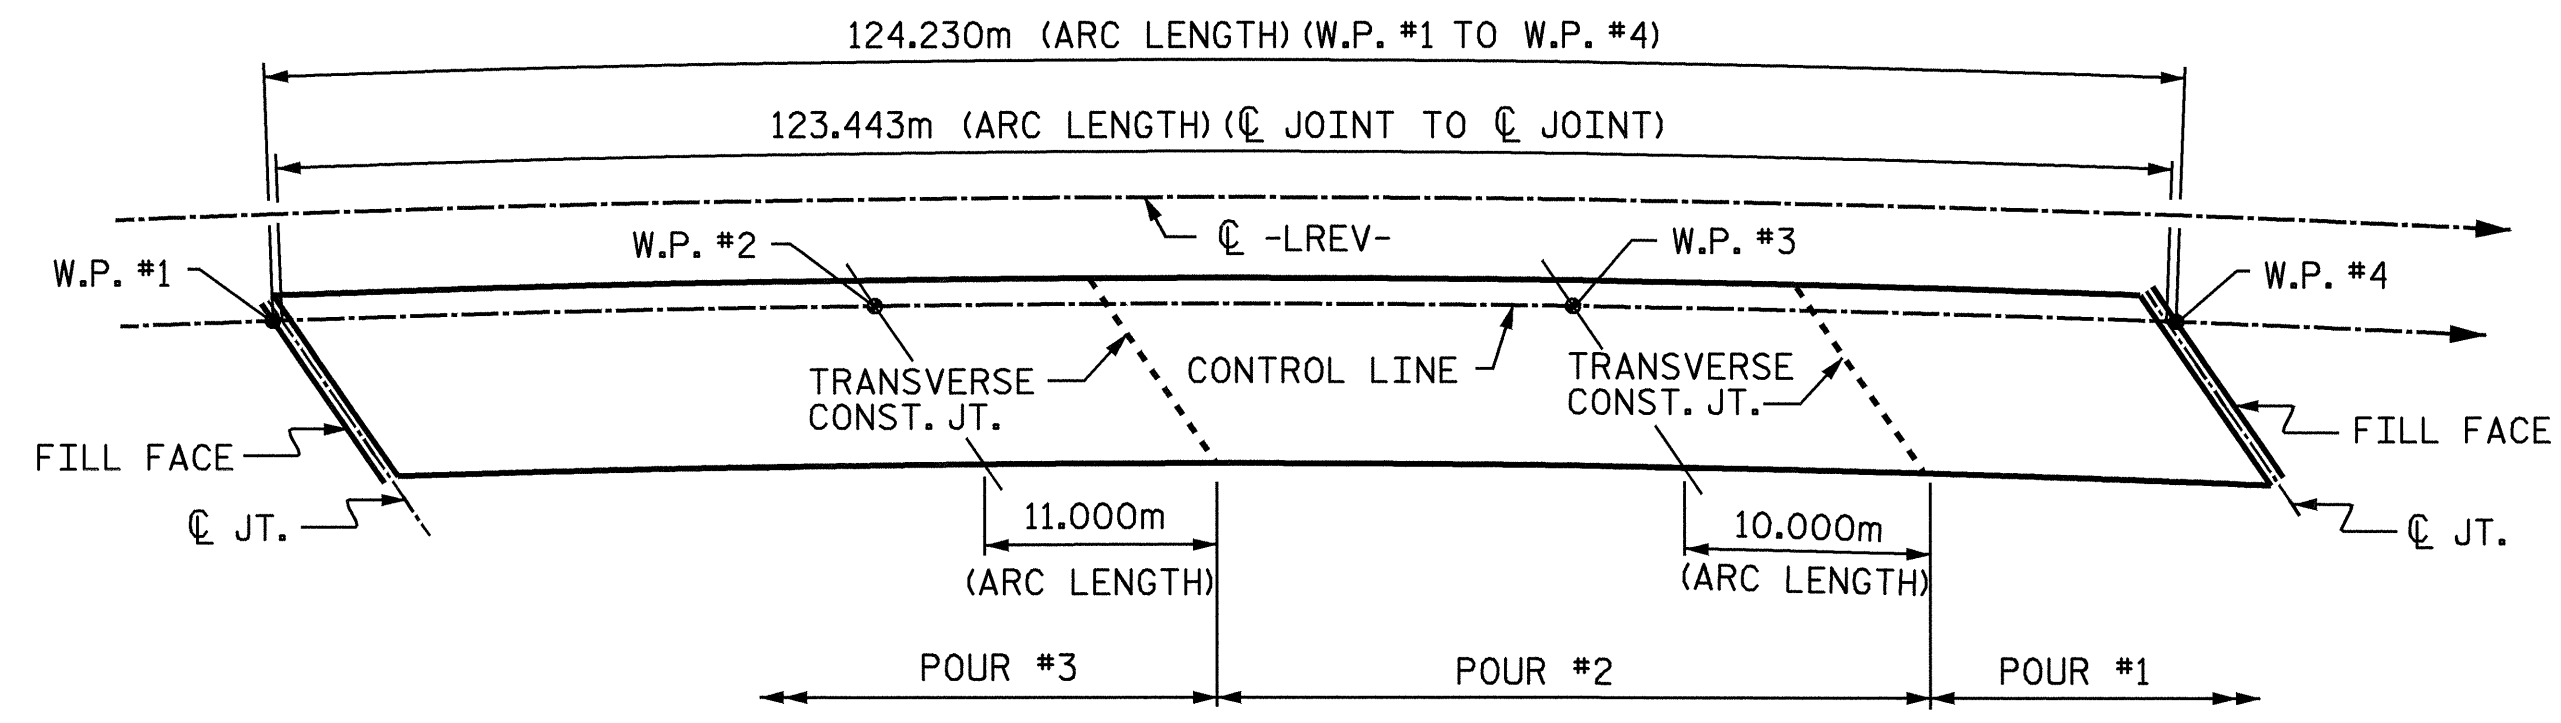 124.230m (ARC LENGTH) (W.P. #1 TO W.P. #4)
123.443m (ARC LENGTH) (℄ JOINT TO ℄ JOINT)
℄ -LREV-
W.P. #1
W.P. #2
W.P. #3
W.P. #4
TRANSVERSE
CONST. JT.
CONTROL LINE
TRANSVERSE
CONST. JT.
FILL FACE
FILL FACE
℄ JT.
℄ JT.
11.000m
(ARC LENGTH)
10.000m
(ARC LENGTH)
POUR #3
POUR #2
POUR #1